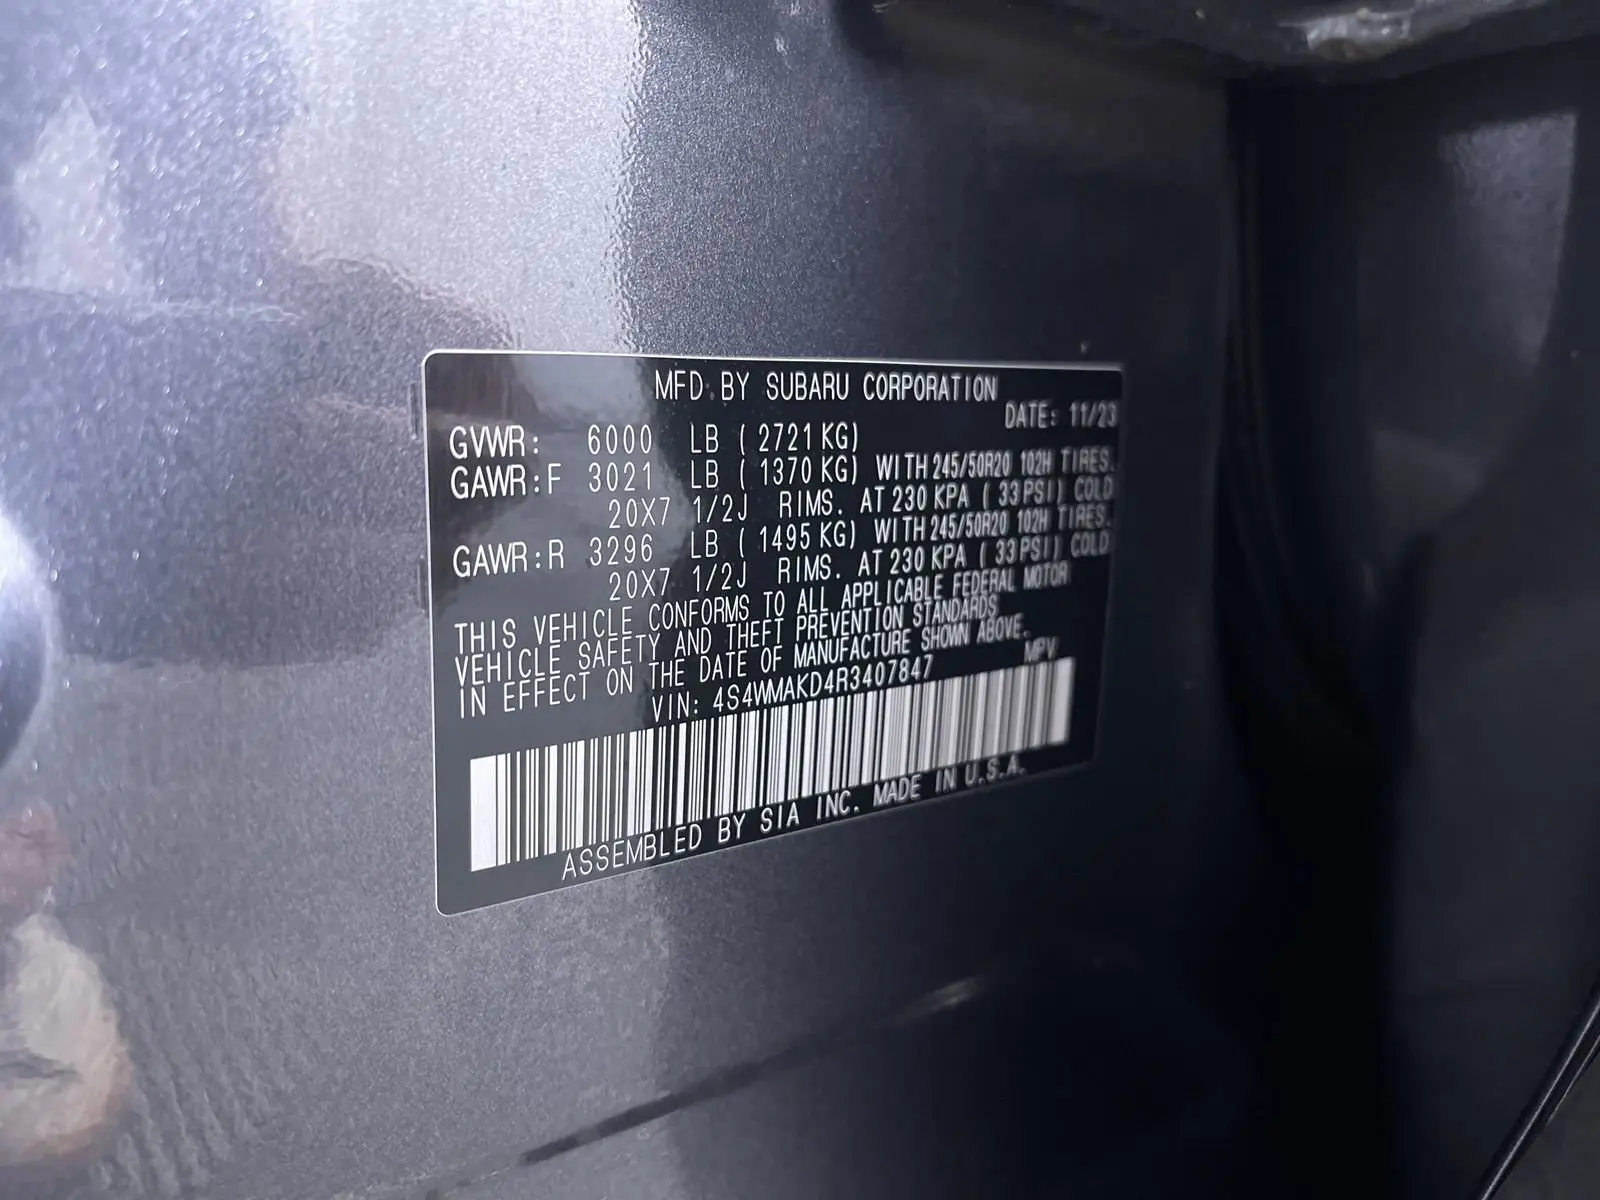 MFD. BY SUBARU CORPORATION
DATE: 11/23
GVWR: 6000 LB ( 2721 KG)
GAWR:F 3021 LB ( 1370 KG) WITH 245/50R20 102H TIRES.
20X7 1/2J RIMS. AT 230 KPA ( 33 PSI) COLD
GAWR:R 3296 LB ( 1495 KG) WITH 245/50R20 102H TIRES.
20X7 1/2J RIMS. AT 230 KPA ( 33 PSI) COLD
THIS VEHICLE CONFORMS TO ALL APPLICABLE FEDERAL MOTOR
VEHICLE SAFETY AND THEFT PREVENTION STANDARDS
IN EFFECT ON THE DATE OF MANUFACTURE SHOWN ABOVE.
VIN: 4S4WMAKD4R3407847 MPV
ASSEMBLED BY SIA INC. MADE IN U.S.A.